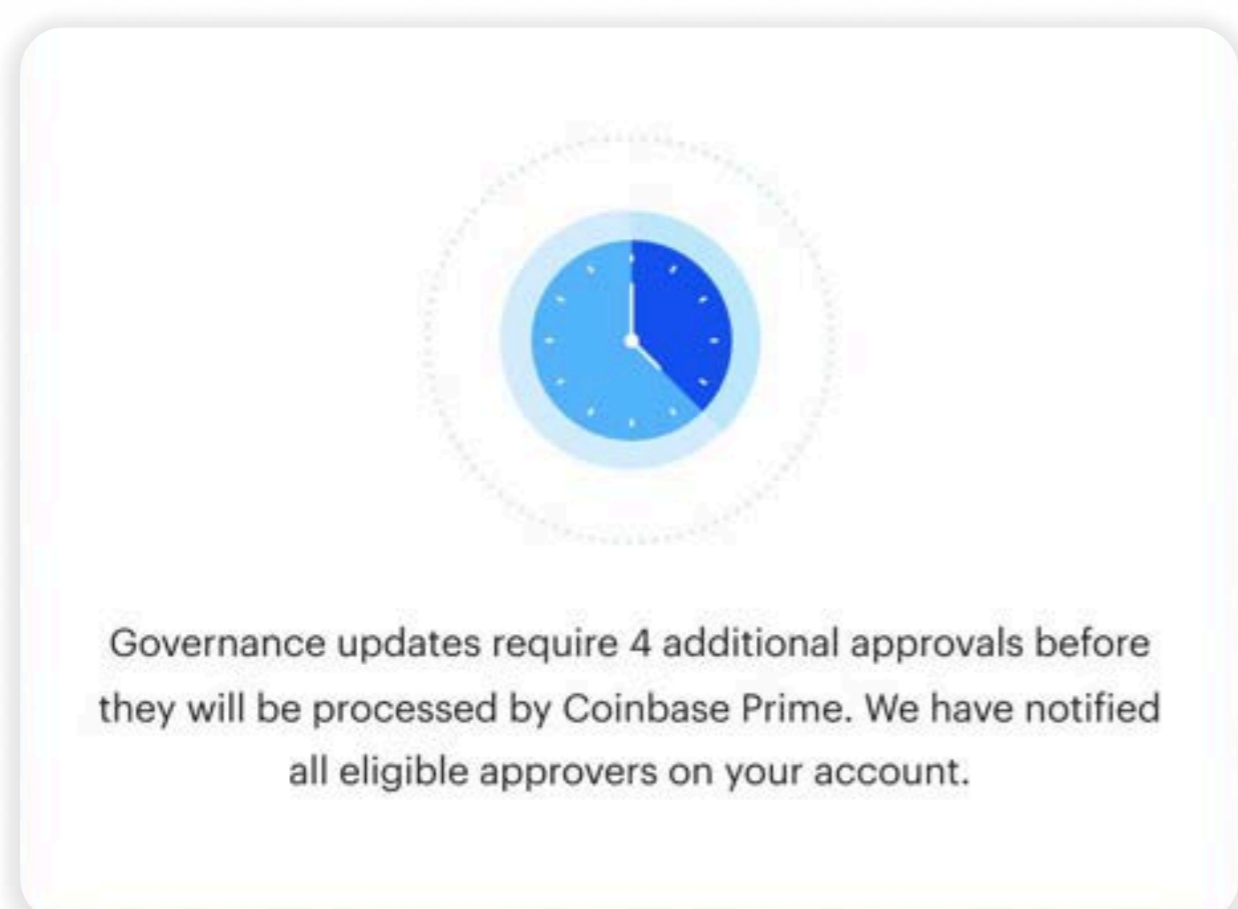 Governance updates require 4 additional approvals before
they will be processed by Coinbase Prime. We have notified
all eligible approvers on your account.